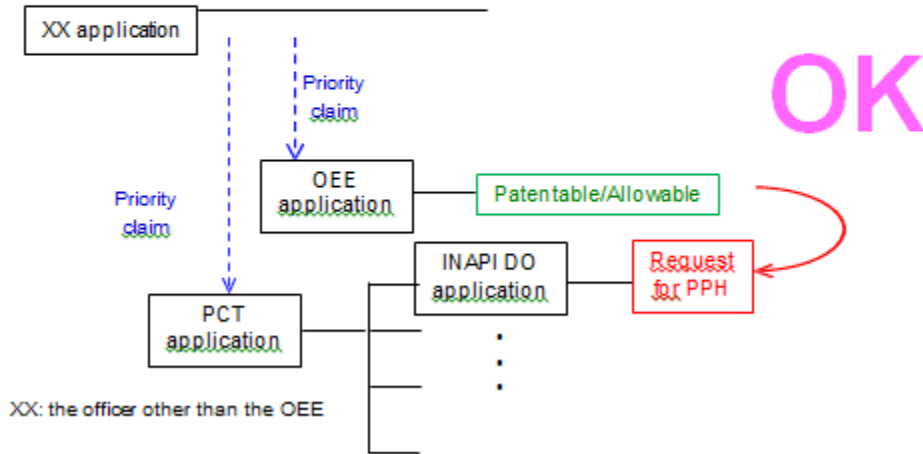 XX application
OK
Priority
claim
OEE
application
Patentable/Allowable
Priority
claim
INAPI DO
application
Request
for PPH
PCT
application
XX: the officer other than the OEE